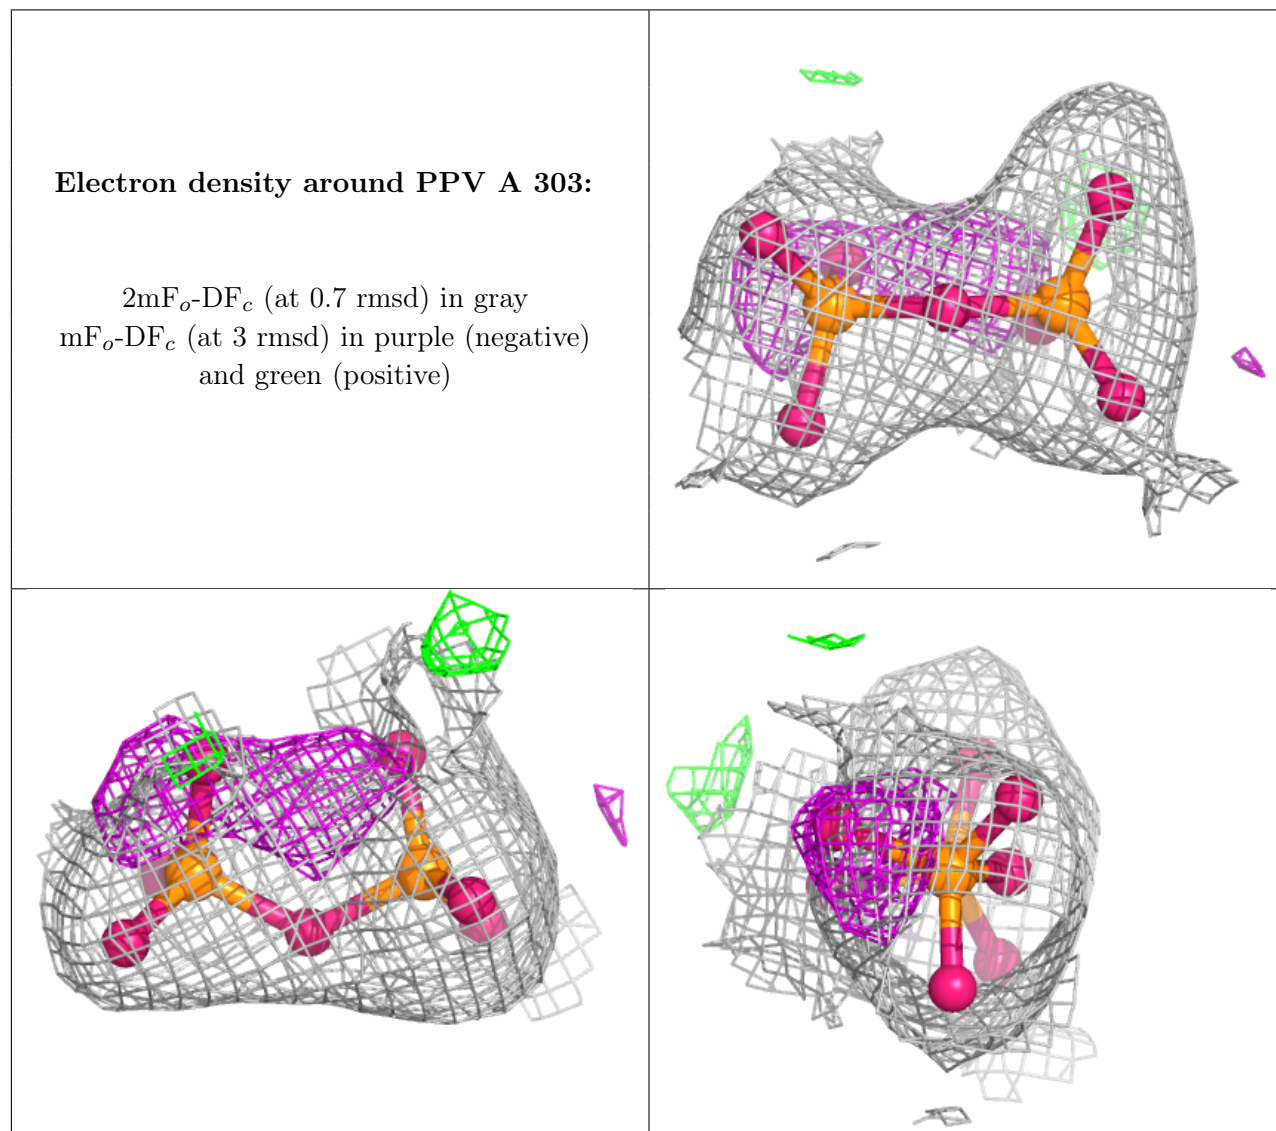 Electron density around PPV A 303:
2mFo-DFc (at 0.7 rmsd) in gray
mFo-DFc (at 3 rmsd) in purple (negative)
and green (positive)